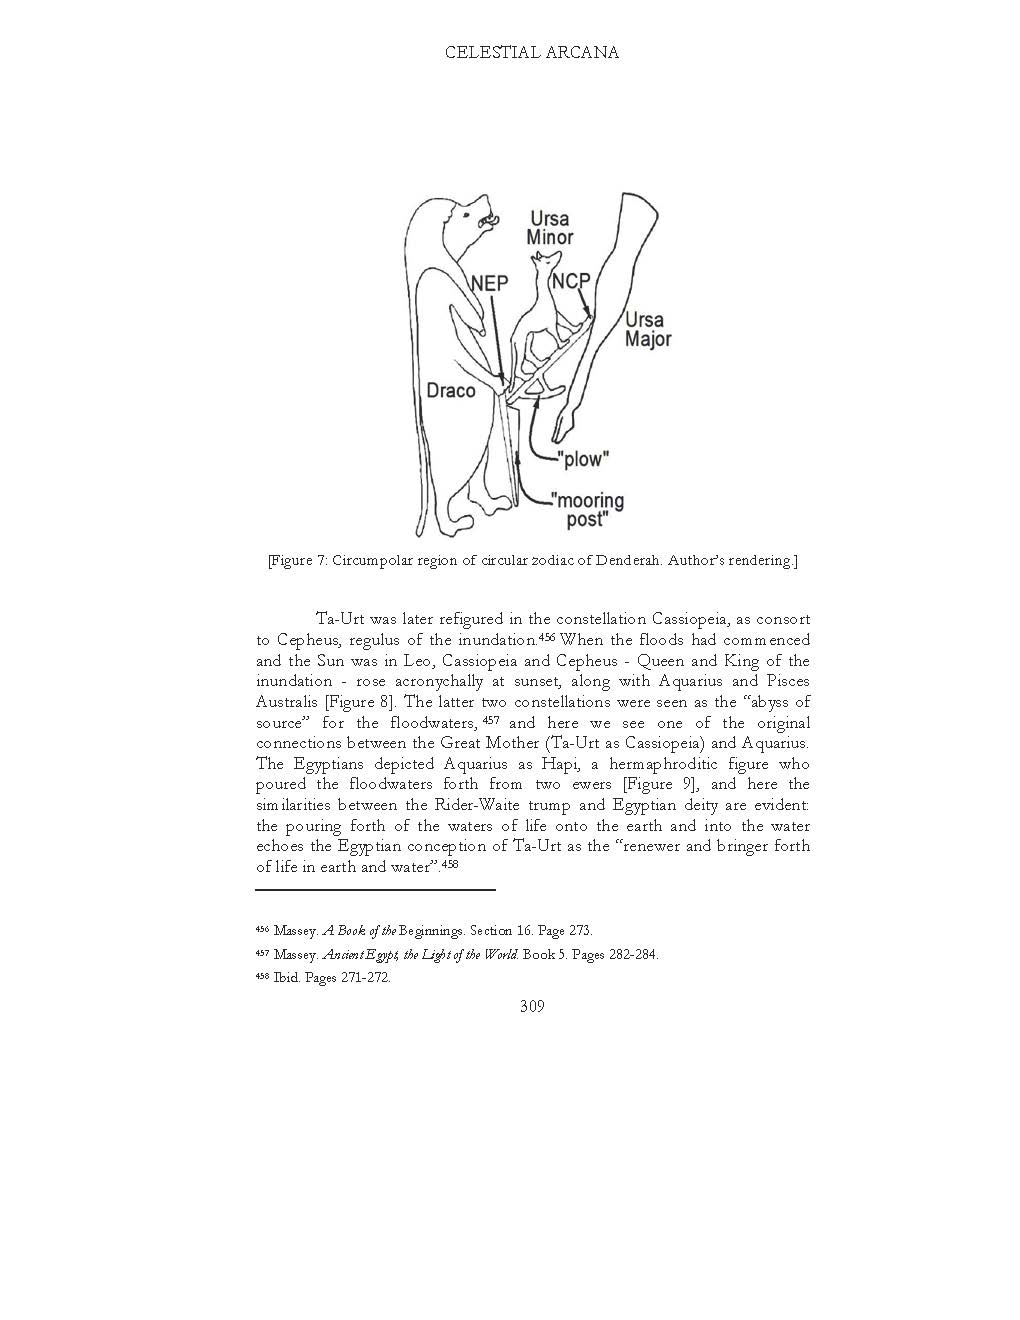 CELESTIAL ARCANA
Ursa
Minor
NEP
NCP
Ursa
Major
Draco
"plow"
"mooring
post"
[Figure 7: Circumpolar region of circular zodiac of Denderah. Author’s rendering.]
Ta-Urt was later refigured in the constellation Cassiopeia, as consort
to Cepheus, regulus of the inundation.456 When the floods had commenced
and the Sun was in Leo, Cassiopeia and Cepheus - Queen and King of the
inundation - rose acronychally at sunset, along with Aquarius and Pisces
Australis [Figure 8]. The latter two constellations were seen as the “abyss of
source” for the floodwaters, 457 and here we see one of the original
connections between the Great Mother (Ta-Urt as Cassiopeia) and Aquarius.
The Egyptians depicted Aquarius as Hapi, a hermaphroditic figure who
poured the floodwaters forth from two ewers [Figure 9], and here the
similarities between the Rider-Waite trump and Egyptian deity are evident:
the pouring forth of the waters of life onto the earth and into the water
echoes the Egyptian conception of Ta-Urt as the “renewer and bringer forth
of life in earth and water”.458
456 Massey. A Book of the Beginnings. Section 16. Page 273.
457 Massey. Ancient Egypt, the Light of the World. Book 5. Pages 282-284.
458 Ibid. Pages 271-272.
309